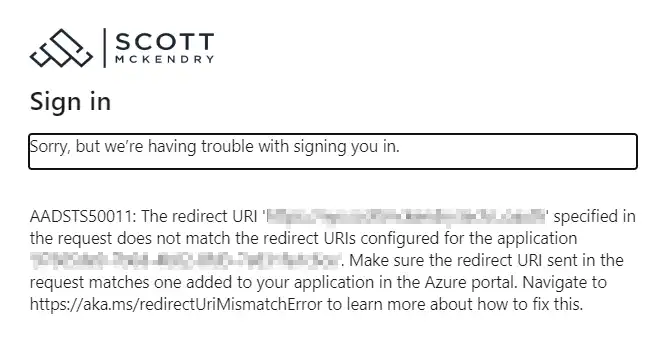 SCOTT
MCKENDRY
Sign in
Sorry, but we're having trouble with signing you in.
AADSTS50011: The redirect URI '' specified in
the request does not match the redirect URIs configured for the application
''. Make sure the redirect URI sent in the
request matches one added to your application in the Azure portal. Navigate to
https://aka.ms/redirectUriMismatchError to learn more about how to fix this.